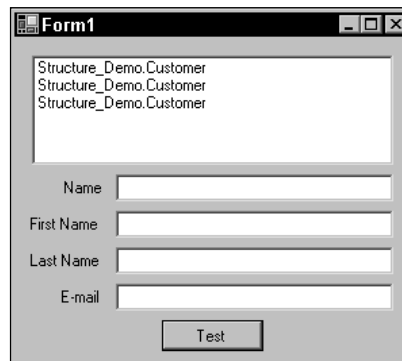 Form1
Structure_Demo.Customer
Structure_Demo.Customer
Structure_Demo.Customer
Name
First Name
Last Name
E-mail
Test